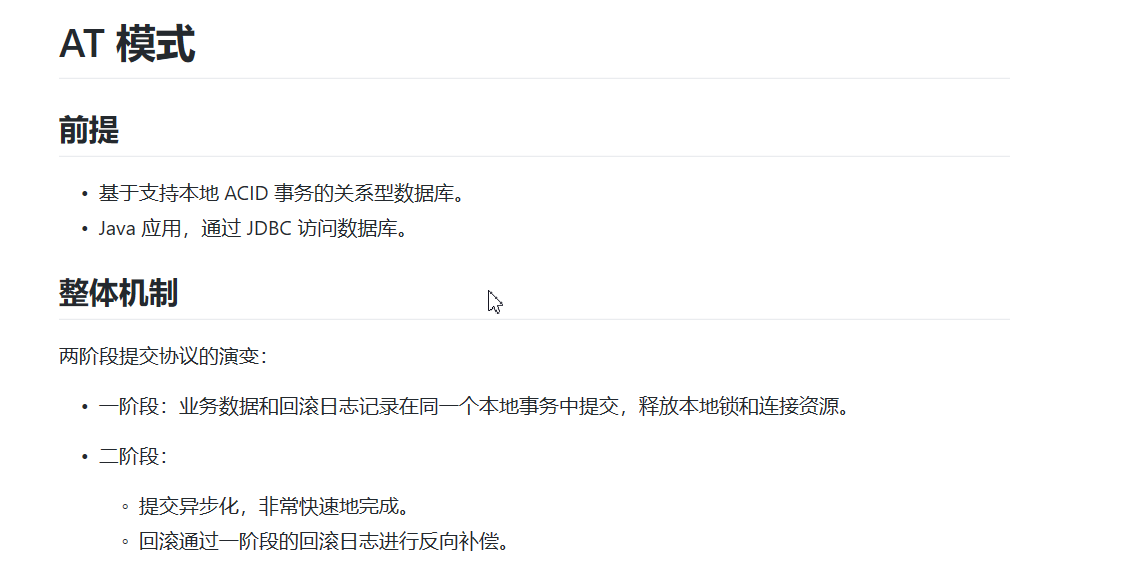 AT 模式
前提
基于支持本地 ACID 事务的关系型数据库。
Java 应用，通过 JDBC 访问数据库。
整体机制
两阶段提交协议的演变：
一阶段：业务数据和回滚日志记录在同一个本地事务中提交，释放本地锁和连接资源。
二阶段：
提交异步化，非常快速地完成。
回滚通过一阶段的回滚日志进行反向补偿。